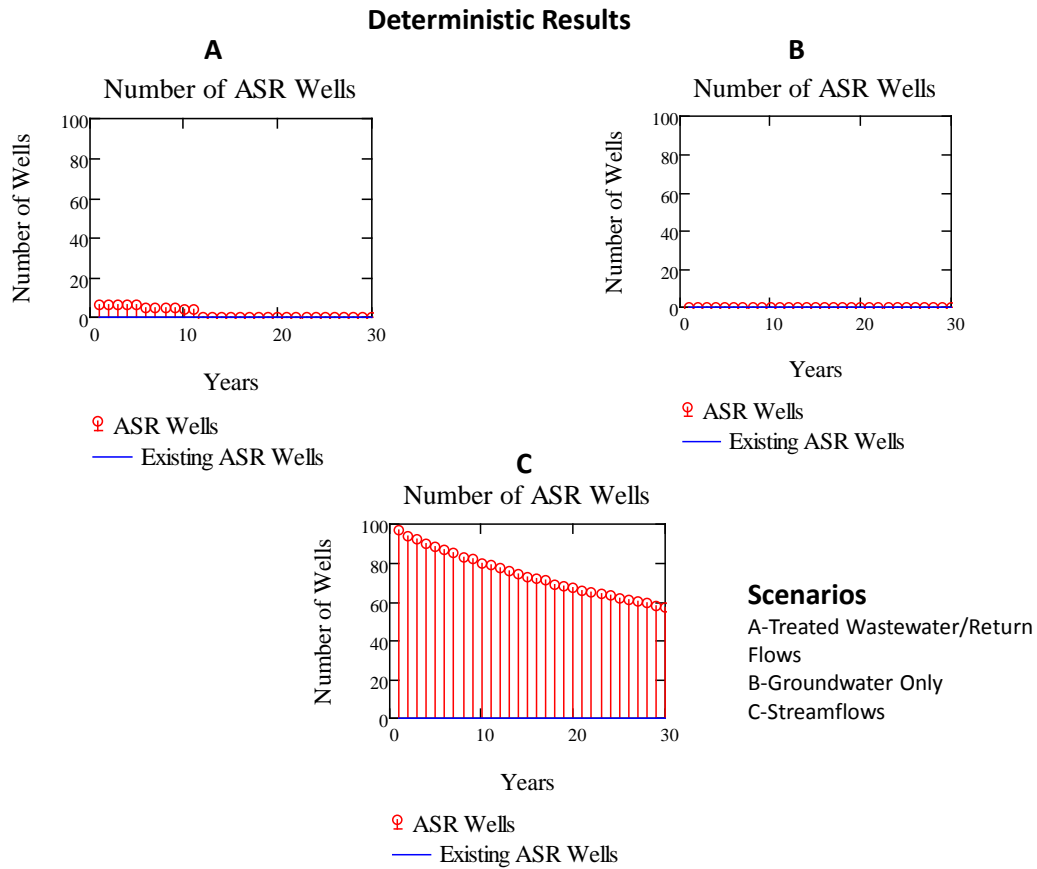 Deterministic Results
A
Number of ASR Wells
Number of Wells
100
80
60
40
20
0
0 10 20 30
Years
ASR Wells
Existing ASR Wells
B
Number of ASR Wells
Number of Wells
100
80
60
40
20
0
0 10 20 30
Years
ASR Wells
Existing ASR Wells
C
Number of ASR Wells
Number of Wells
100
80
60
40
20
0
0 10 20 30
Years
ASR Wells
Existing ASR Wells
Scenarios
A-Treated Wastewater/Return
Flows
B-Groundwater Only
C-Streamflows